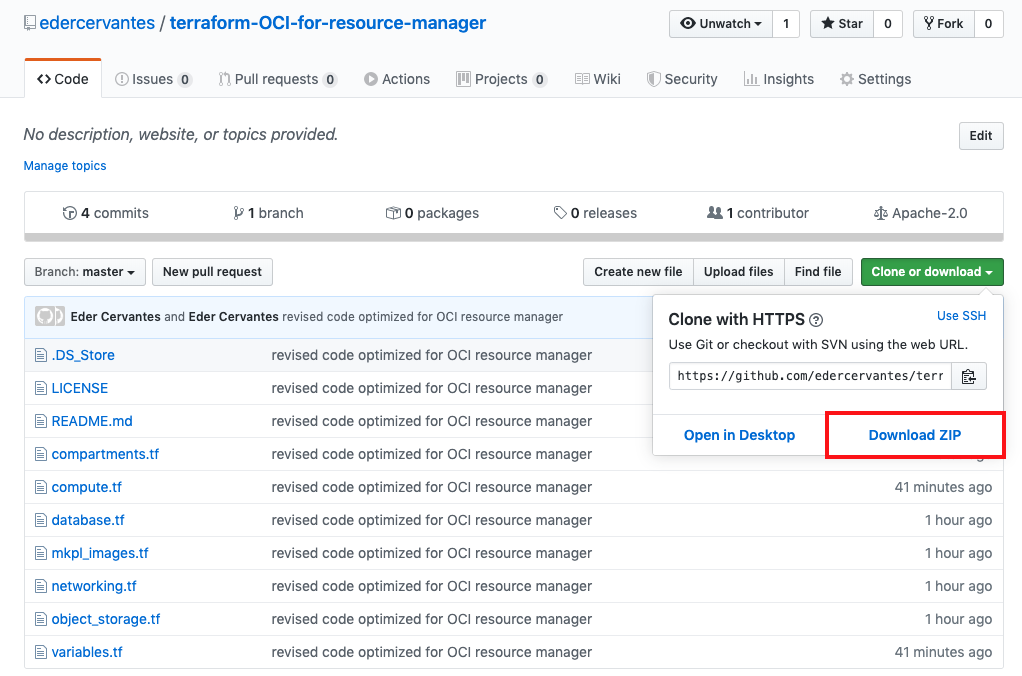 edercervantes / terraform-OCI-for-resource-manager
Unwatch 1 Star 0 Fork 0
Code Issues 0 Pull requests 0 Actions Projects 0 Wiki Security Insights Settings
No description, website, or topics provided.
Edit
Manage topics
4 commits 1 branch 0 packages 0 releases 1 contributor Apache-2.0
Branch: master New pull request Create new file Upload files Find file Clone or download
Eder Cervantes and Eder Cervantes revised code optimized for OCI resource manager
Clone with HTTPS ? Use SSH
Use Git or checkout with SVN using the web URL.
https://github.com/edercervantes/terr
Open in Desktop Download ZIP
.DS_Store revised code optimized for OCI resource manager
LICENSE revised code optimized for OCI resource manager
README.md revised code optimized for OCI resource manager
compartments.tf revised code optimized for OCI resource manager
compute.tf revised code optimized for OCI resource manager 41 minutes ago
database.tf revised code optimized for OCI resource manager 1 hour ago
mkpl_images.tf revised code optimized for OCI resource manager 1 hour ago
networking.tf revised code optimized for OCI resource manager 1 hour ago
object_storage.tf revised code optimized for OCI resource manager 1 hour ago
variables.tf revised code optimized for OCI resource manager 41 minutes ago